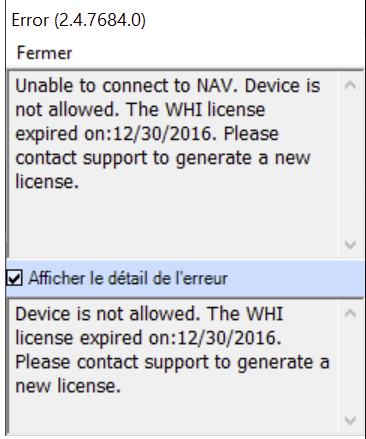 Error (2.4.7684.0)
Fermer
Unable to connect to NAV. Device is
not allowed. The WHI license
expired on:12/30/2016. Please
contact support to generate a new
license.
Afficher le détail de l'erreur
Device is not allowed. The WHI
license expired on:12/30/2016.
Please contact support to generate a
new license.